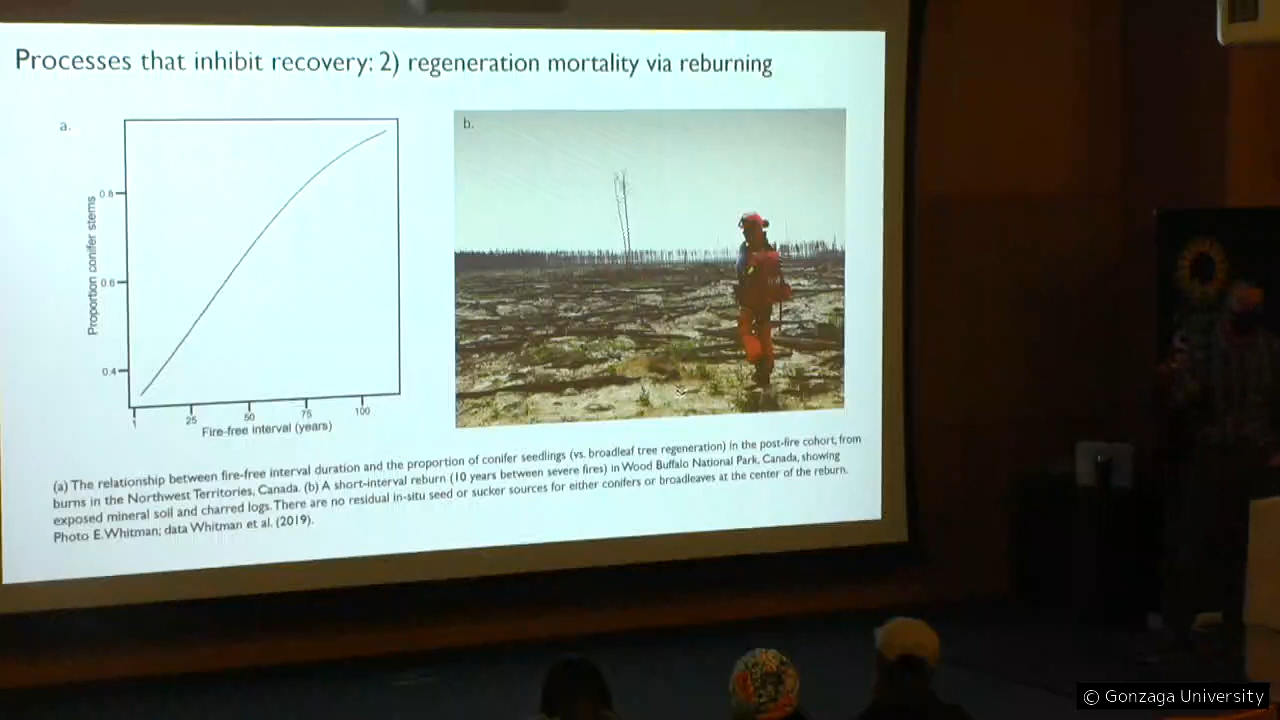 Processes that inhibit recovery: 2) regeneration mortality via reburning
a.
b.
0.8
0.6
0.4
Proportion conifer stems
1
25
50
75
100
Fire-free interval (years)
(a) The relationship between fire-free interval duration and the proportion of conifer seedlings (vs. broadleaf tree regeneration) in the post-fire cohort, from
burns in the Northwest Territories, Canada. (b) A short-interval reburn (10 years between severe fires) in Wood Buffalo National Park, Canada, showing
exposed mineral soil and charred logs. There are no residual in-situ seed or sucker sources for either conifers or broadleaves at the center of the reburn.
Photo E. Whitman; data Whitman et al. (2019).
© Gonzaga University